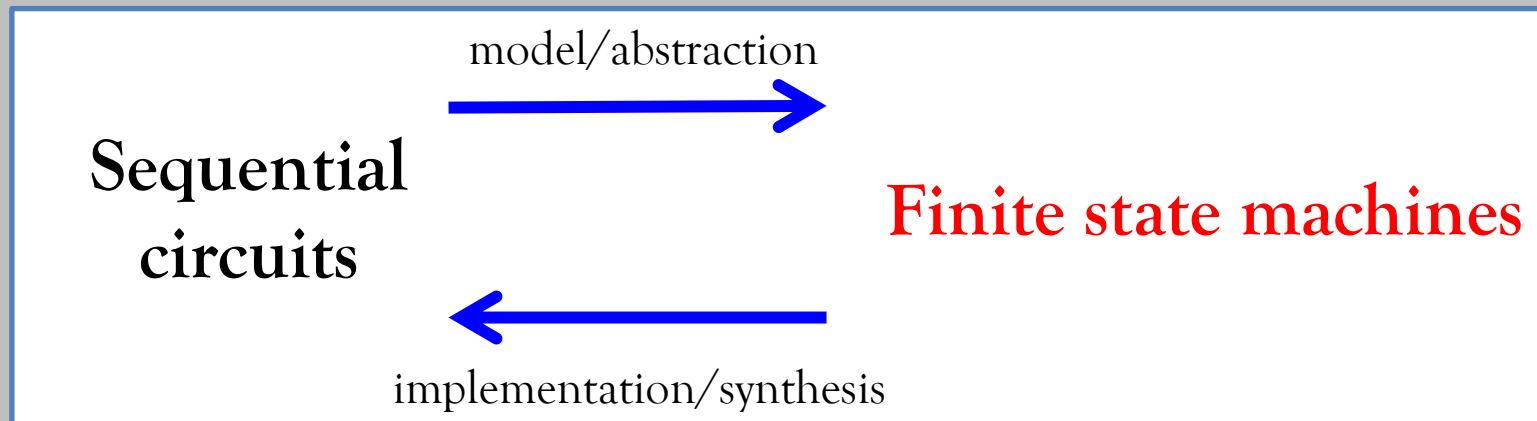 model/abstraction
Sequential
circuits
Finite state machines
implementation/synthesis